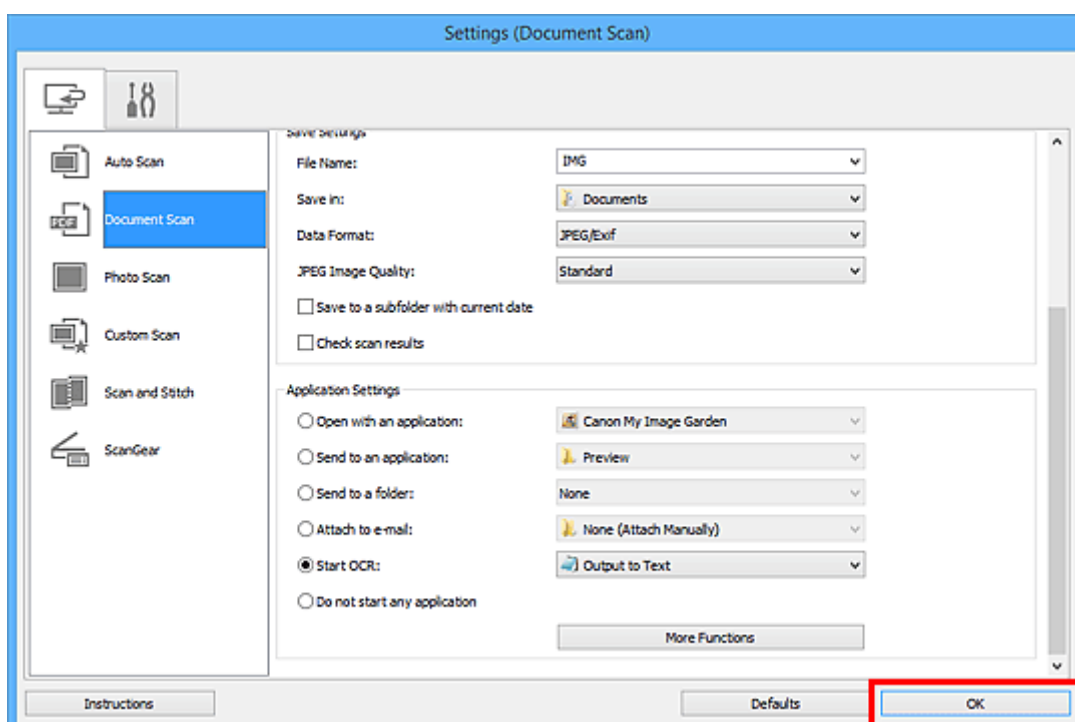 Settings (Document Scan)
Auto Scan
Document Scan
Photo Scan
Custom Scan
Scan and Stitch
ScanGear
Save Settings
File Name: IMG
Save in: Documents
Data Format: JPEG/Exif
JPEG Image Quality: Standard
Save to a subfolder with current date
Check scan results
Application Settings
Open with an application: Canon My Image Garden
Send to an application: Preview
Send to a folder: None
Attach to e-mail: None (Attach Manually)
Start OCR: Output to Text
Do not start any application
More Functions
Instructions Defaults OK